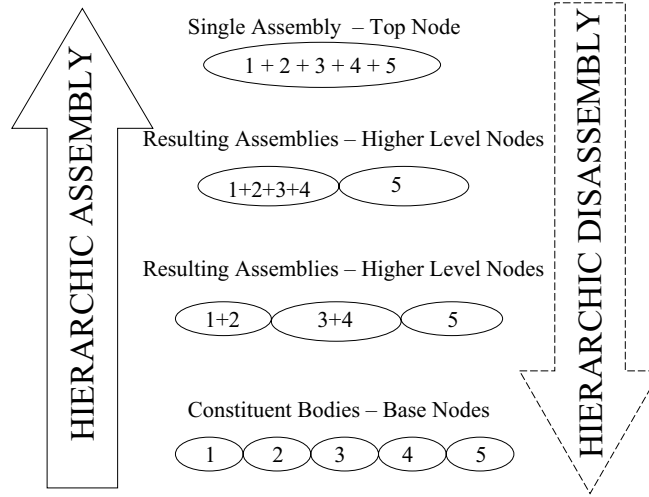 HIERARCHIC ASSEMBLY
Single Assembly – Top Node
1 + 2 + 3 + 4 + 5
Resulting Assemblies – Higher Level Nodes
1+2+3+4 5
Resulting Assemblies – Higher Level Nodes
1+2 3+4 5
Constituent Bodies – Base Nodes
1 2 3 4 5
HIERARCHIC DISASSEMBLY